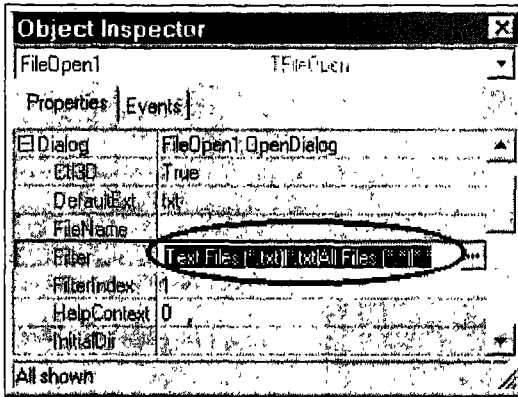 Object Inspector
FileOpen1 TFileOpen
Properties Events
Dialog FileOpen1.OpenDialog
Ctl3D True
DefaultExt txt
FileName
Filter Text Files (*.txt)|*.txt|All Files (*.*)|*.*
FilterIndex 1
HelpContext 0
InitialDir
All shown